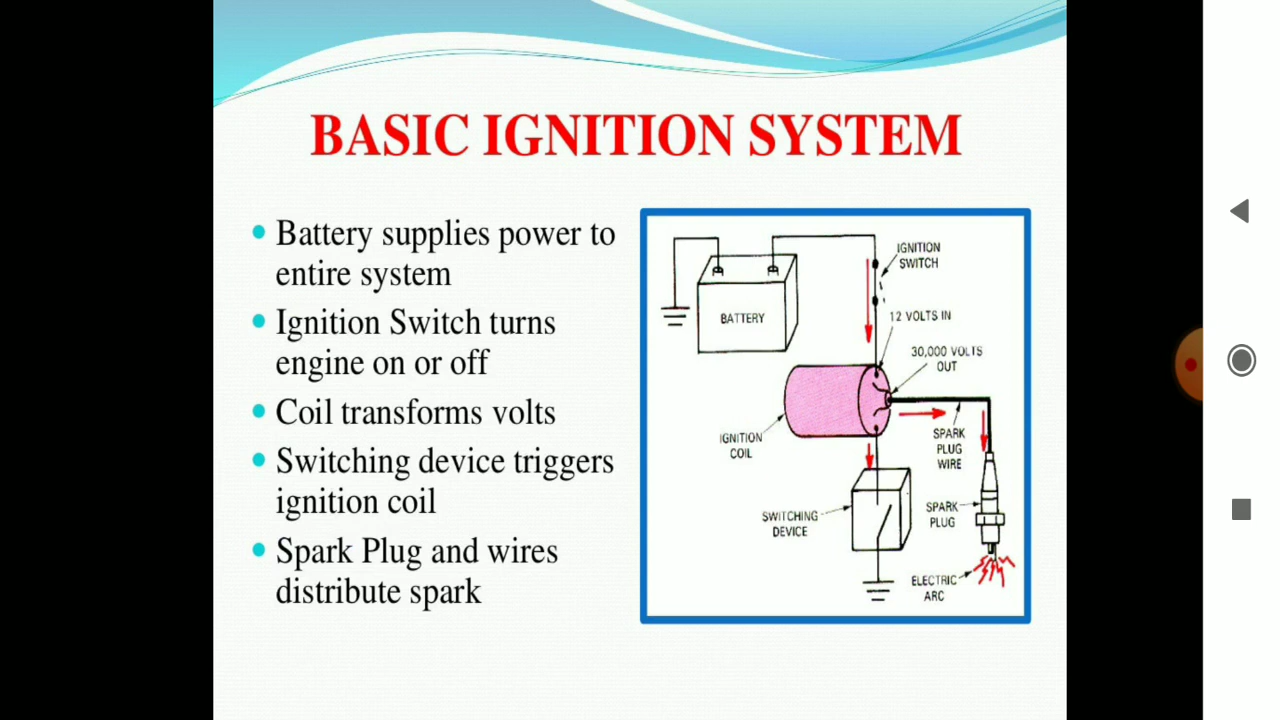 BASIC IGNITION SYSTEM
Battery supplies power to
entire system
Ignition Switch turns
engine on or off
Coil transforms volts
Switching device triggers
ignition coil
Spark Plug and wires
distribute spark
IGNITION
SWITCH
BATTERY
12 VOLTS IN
30,000 VOLTS
OUT
IGNITION
COIL
SPARK
PLUG
WIRE
SWITCHING
DEVICE
SPARK
PLUG
ELECTRIC
ARC